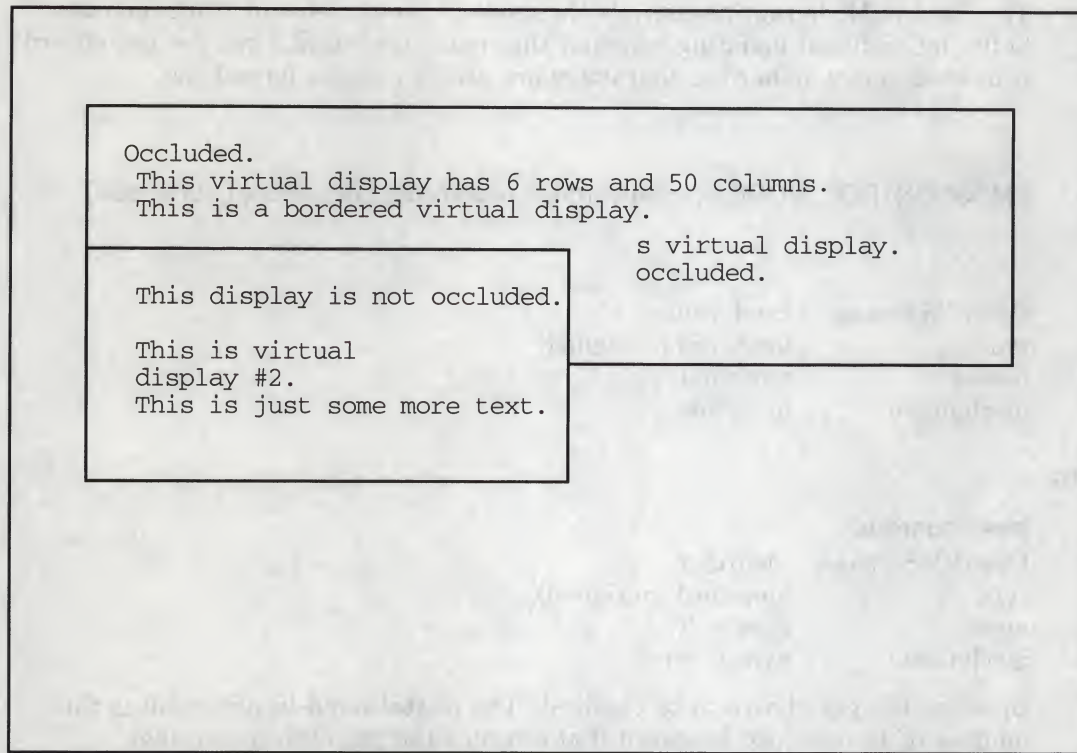 Occluded.
This virtual display has 6 rows and 50 columns.
This is a bordered virtual display.
s virtual display.
occluded.
This display is not occluded.
This is virtual
display #2.
This is just some more text.